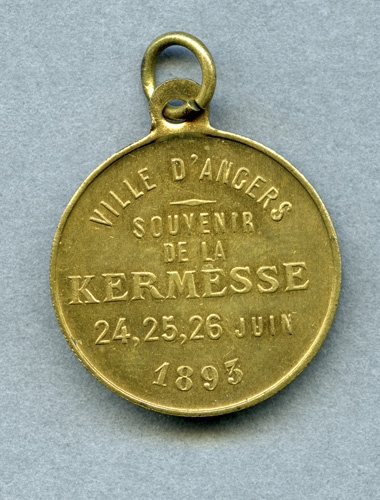 VILLE D'ANGERS
SOUVENIR
DE LA
KERMESSE
24,25,26 JUIN
1893